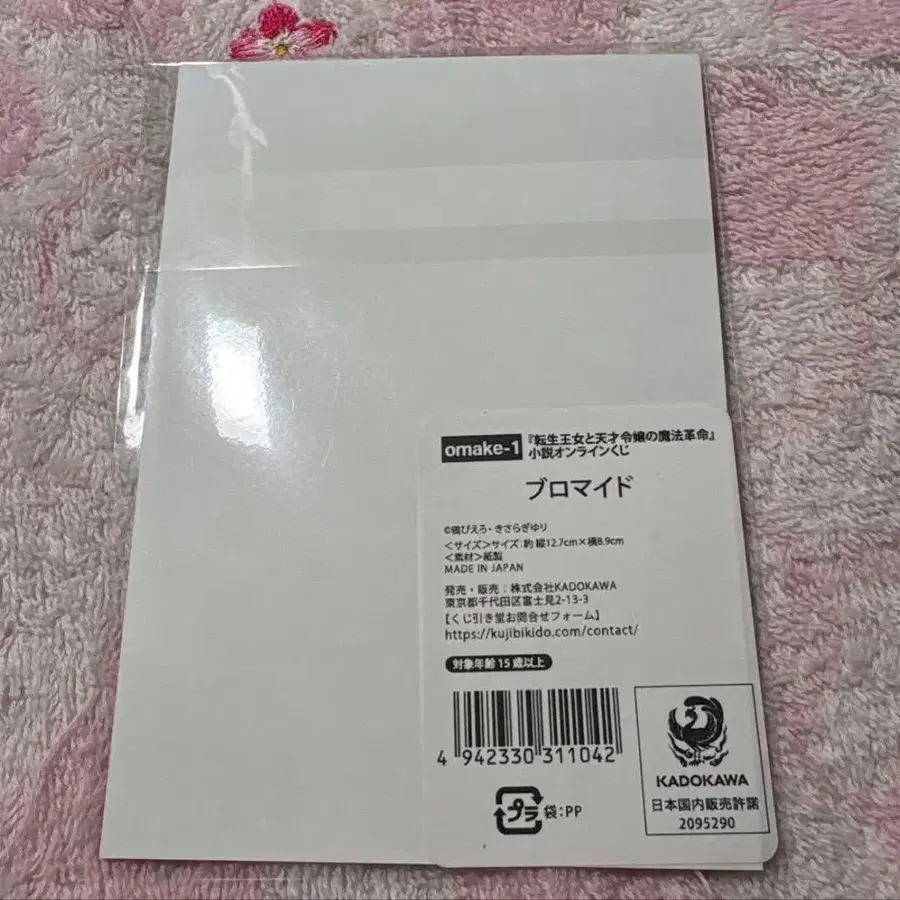 omake-1
『転生王女と天才令嬢の魔法革命』
小説オンラインくじ
ブロマイド
©鴉ぴえろ・きさらぎゆり
＜サイズ＞サイズ：約 縦12.7cm×横8.9cm
＜素材＞紙製
MADE IN JAPAN
発売・販売：株式会社KADOKAWA
東京都千代田区富士見2-13-3
【くじ引き堂お問合せフォーム】
https://kujibikido.com/contact/
対象年齢15歳以上
4 942330 311042
プラ 袋：PP
KADOKAWA
日本国内販売許諾
2095290